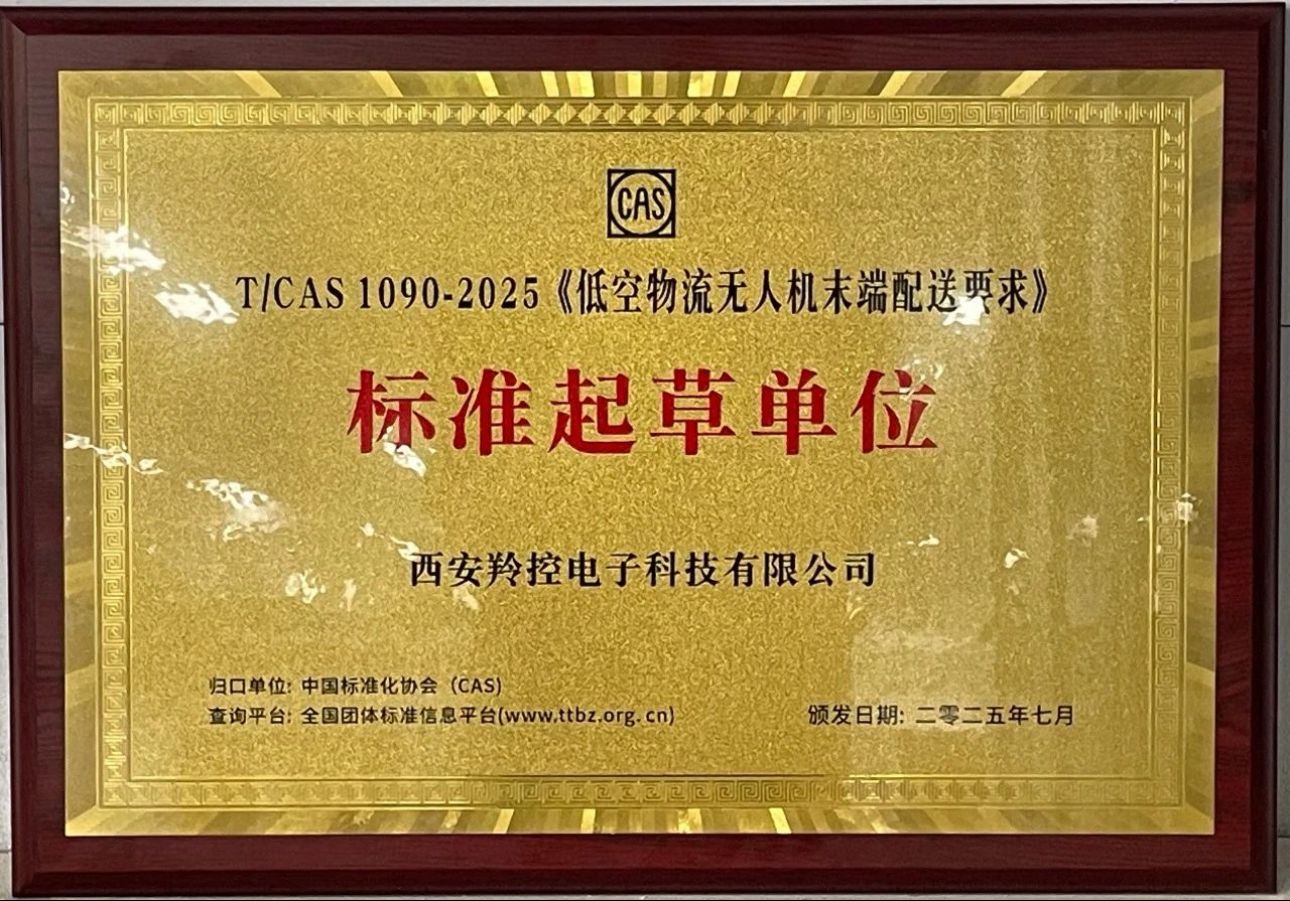 CAS
T/CAS 1090-2025《低空物流无人机末端配送要求》
标准起草单位
西安羚控电子科技有限公司
归口单位: 中国标准化协会 (CAS)
查询平台: 全国团体标准信息平台(www.ttbz.org.cn)
颁发日期: 二零二五年七月